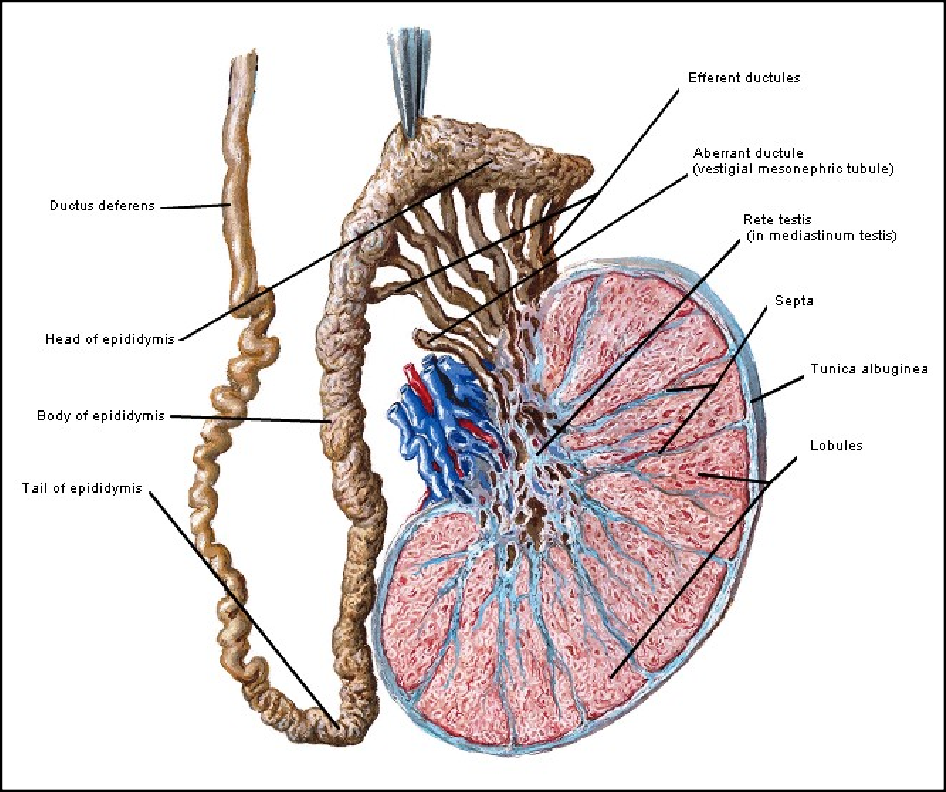 Efferent ductules
Aberrant ductule
(vestigial mesonephric tubule)
Ductus deferens
Rete testis
(in mediastinum testis)
Septa
Head of epididymis
Tunica albuginea
Body of epididymis
Lobules
Tail of epididymis